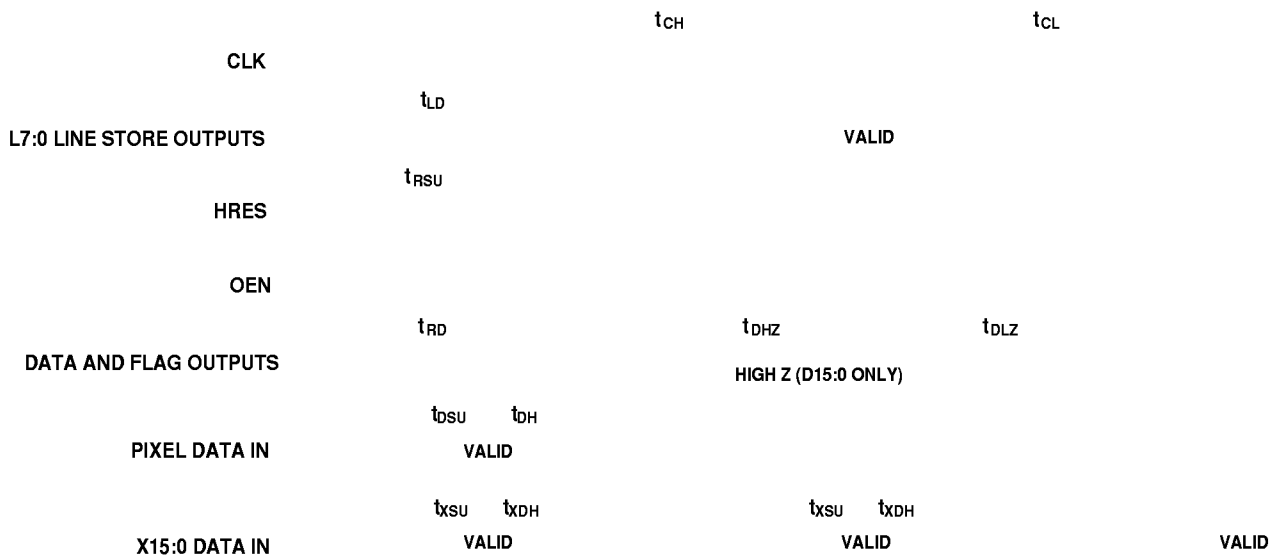 tCH tCL
CLK
tLD
L7:0 LINE STORE OUTPUTS VALID
tRSU
HRES
OEN
tRD tDHZ tDLZ
DATA AND FLAG OUTPUTS
HIGH Z (D15:0 ONLY)
tDSU tDH
PIXEL DATA IN VALID
tXSU tXDH tXSU tXDH
X15:0 DATA IN VALID VALID VALID